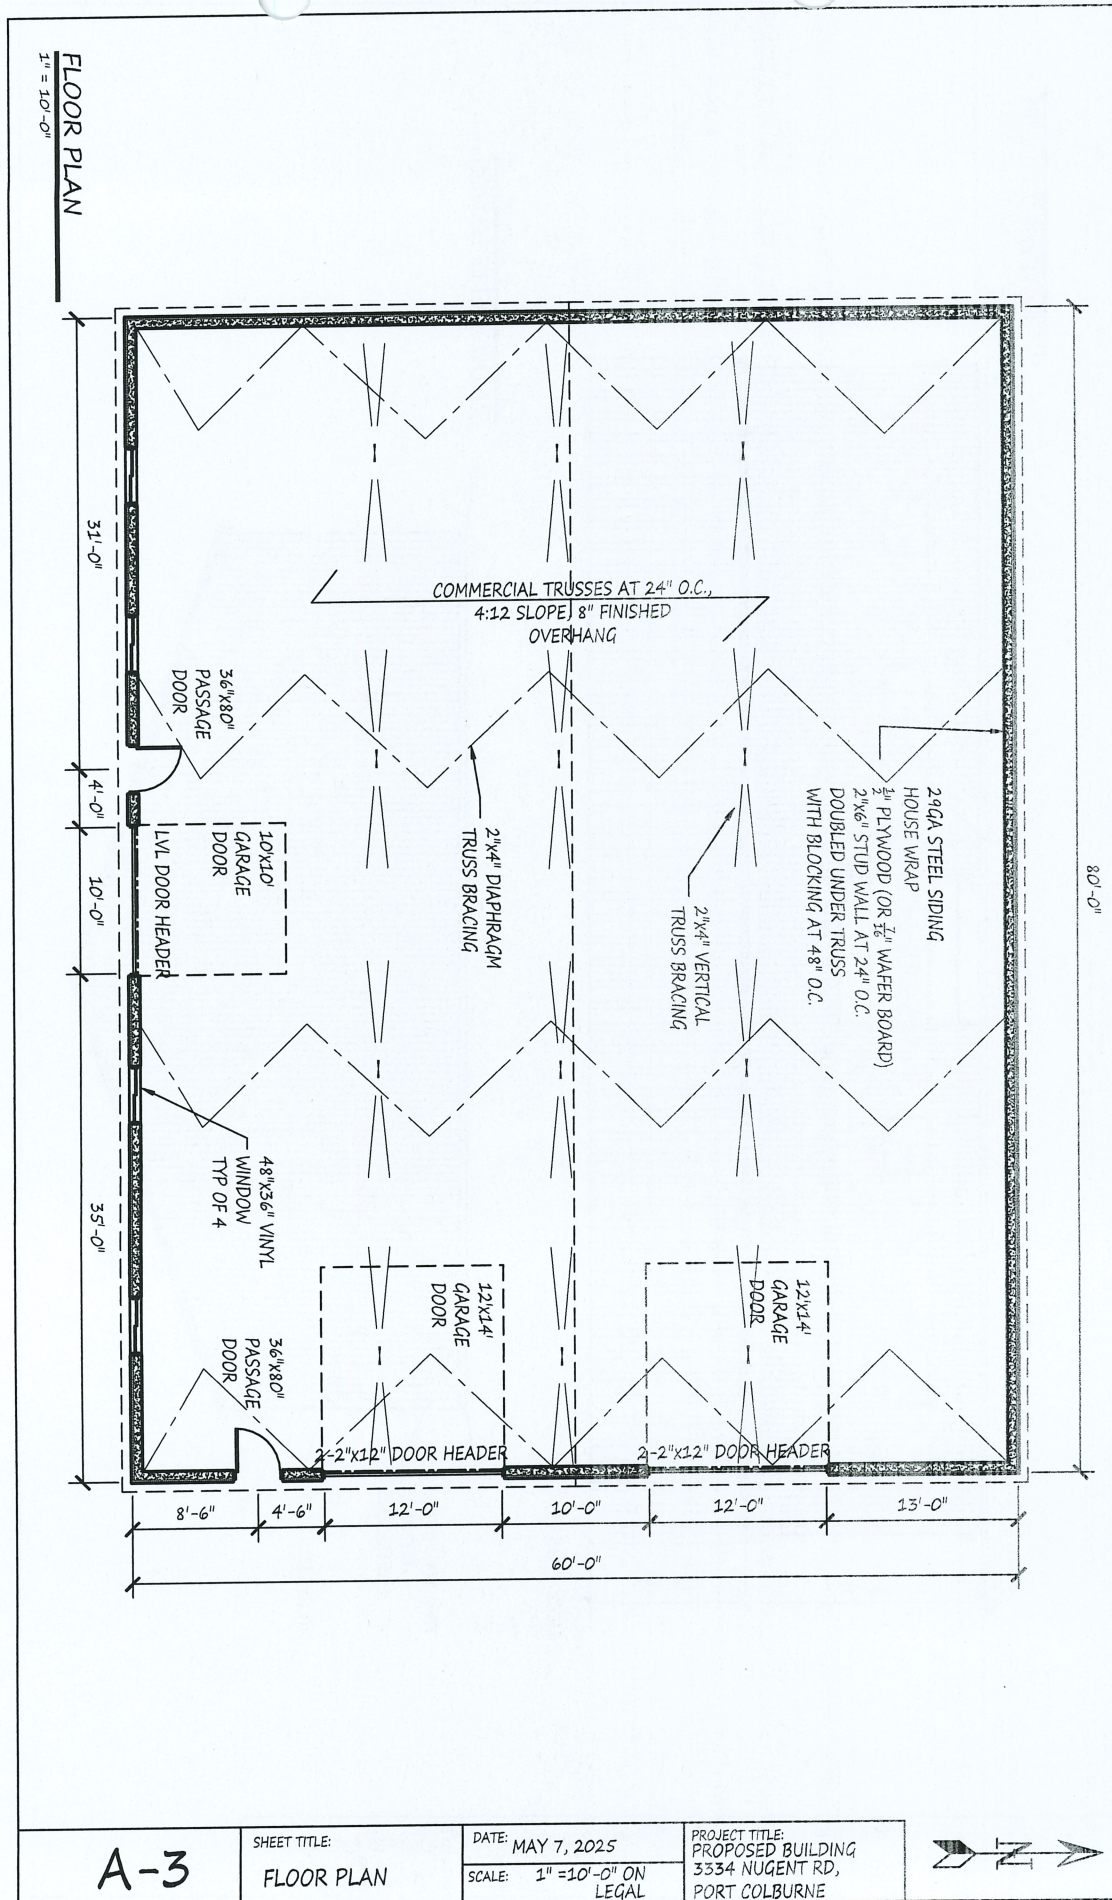 FLOOR PLAN
1" = 10'-0"
COMMERCIAL TRUSSES AT 24" O.C.,
4:12 SLOPE, 8" FINISHED
OVERHANG
31'-0"
36"x80"
PASSAGE
DOOR
4'-0"
10'x10'
GARAGE
DOOR
LVL DOOR HEADER
10'-0"
2"x4" DIAPHRAGM
TRUSS BRACING
2"x4" VERTICAL
TRUSS BRACING
29GA STEEL SIDING
HOUSE WRAP
1/2" PLYWOOD (OR 7/16" WAFER BOARD)
2"x6" STUD WALL AT 24" O.C.
DOUBLED UNDER TRUSS
WITH BLOCKING AT 48" O.C.
80'-0"
48"x36" VINYL
WINDOW
TYP OF 4
35'-0"
36"x80"
PASSAGE
DOOR
12'x14'
GARAGE
DOOR
12'x14'
GARAGE
DOOR
2-2"x12" DOOR HEADER
2-2"x12" DOOR HEADER
8'-6"
4'-6"
12'-0"
10'-0"
12'-0"
13'-0"
60'-0"
A-3
SHEET TITLE:
FLOOR PLAN
DATE: MAY 7, 2025
SCALE: 1" =10'-0" ON
LEGAL
PROJECT TITLE:
PROPOSED BUILDING
3334 NUGENT RD,
PORT COLBURNE
N